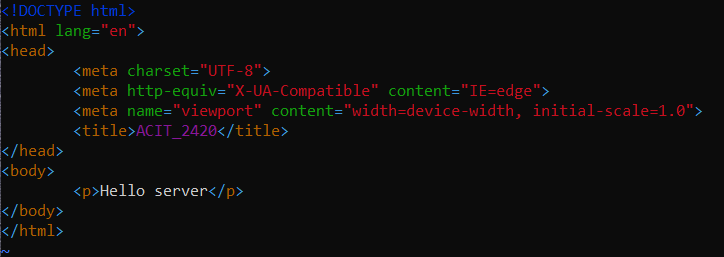 <!DOCTYPE html>
<html lang="en">
<head>
        <meta charset="UTF-8">
        <meta http-equiv="X-UA-Compatible" content="IE=edge">
        <meta name="viewport" content="width=device-width, initial-scale=1.0">
        <title>ACIT_2420</title>
</head>
<body>
        <p>Hello server</p>
</body>
</html>
~